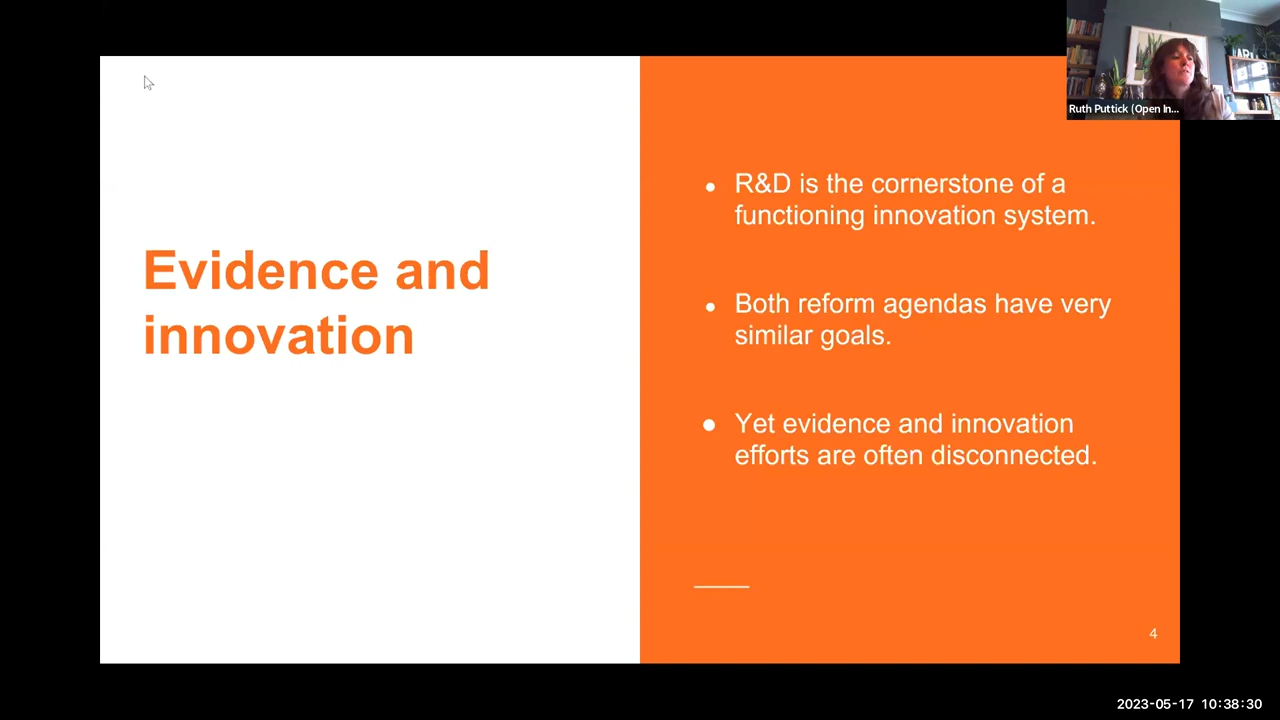 Ruth Puttick (Open In...
Evidence and
innovation
R&D is the cornerstone of a
functioning innovation system.
Both reform agendas have very
similar goals.
Yet evidence and innovation
efforts are often disconnected.
4
2023-05-17 10:38:30